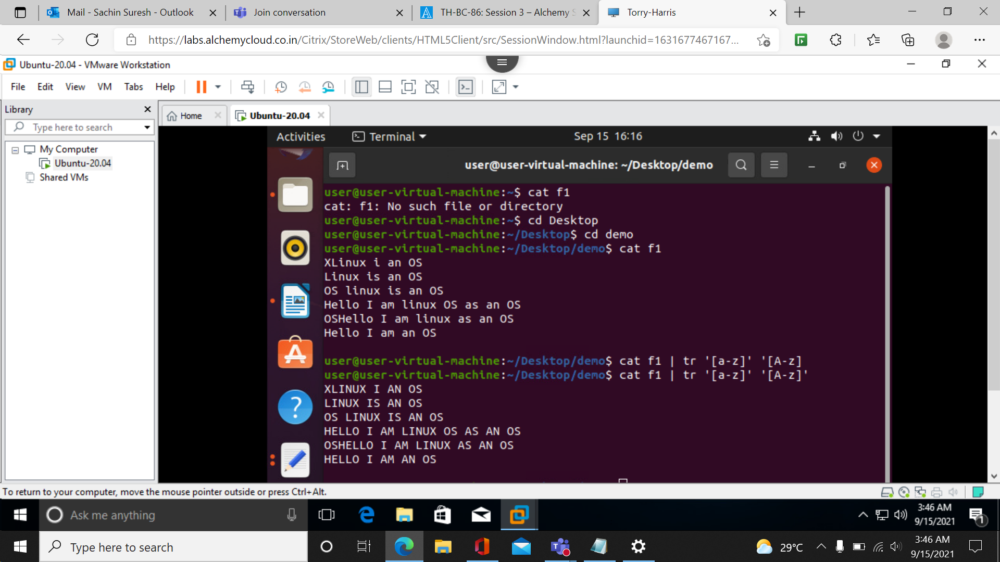 Mail - Sachin Suresh - Outlook
Join conversation
TH-BC-86: Session 3 – Alchemy S
Torry-Harris
https://labs.alchemycloud.co.in/Citrix/StoreWeb/clients/HTML5Client/src/SessionWindow.html?launchid=1631677467167...
Ubuntu-20.04 - VMware Workstation
File Edit View VM Tabs Help
Library
Home
Ubuntu-20.04
Type here to search
My Computer
Ubuntu-20.04
Shared VMs
Activities Terminal Sep 15 16:16
user@user-virtual-machine: ~/Desktop/demo
user@user-virtual-machine:~$ cat f1
cat: f1: No such file or directory
user@user-virtual-machine:~$ cd Desktop
user@user-virtual-machine:~/Desktop$ cd demo
user@user-virtual-machine:~/Desktop/demo$ cat f1
XLinux i an OS
Linux is an OS
OS linux is an OS
Hello I am linux OS as an OS
OSHello I am linux as an OS
Hello I am an OS
user@user-virtual-machine:~/Desktop/demo$ cat f1 | tr '[a-z]' '[A-z]
user@user-virtual-machine:~/Desktop/demo$ cat f1 | tr '[a-z]' '[A-z]'
XLINUX I AN OS
LINUX IS AN OS
OS LINUX IS AN OS
HELLO I AM LINUX OS AS AN OS
OSHELLO I AM LINUX AS AN OS
HELLO I AM AN OS
To return to your computer, move the mouse pointer outside or press Ctrl+Alt.
Ask me anything
3:46 AM
9/15/2021
1
Type here to search
29°C
3:46 AM
9/15/2021